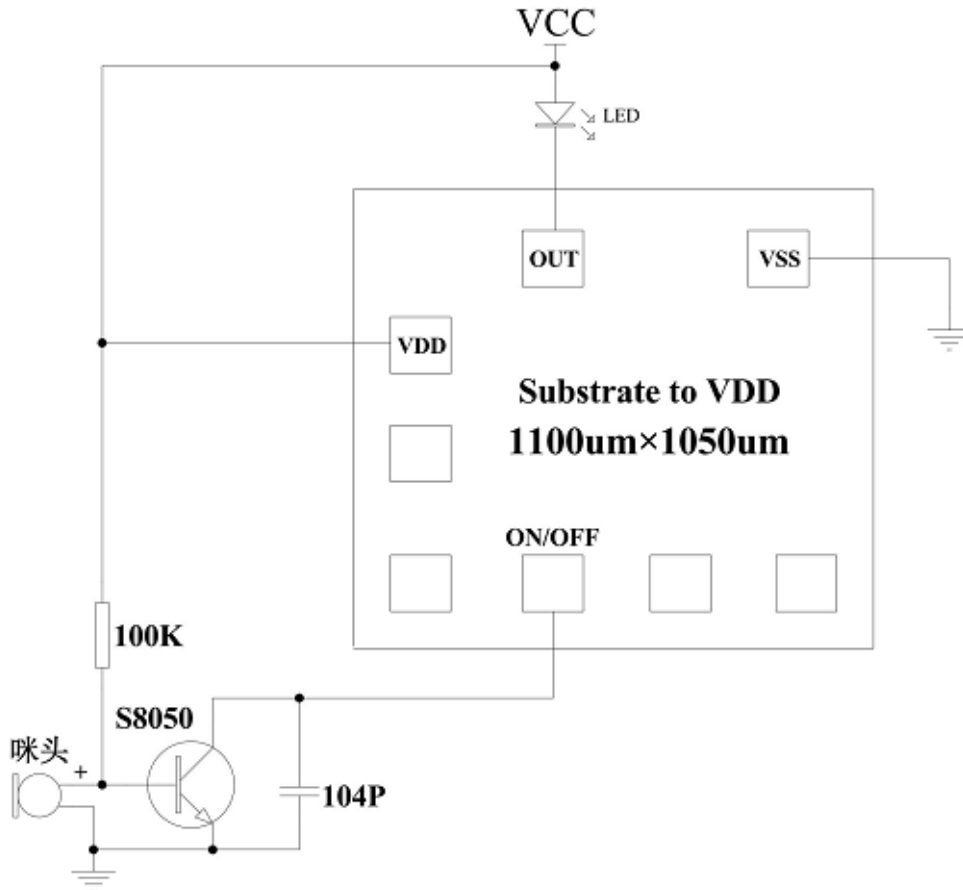 VCC
LED
OUT
VSS
VDD
Substrate to VDD
1100um×1050um
ON/OFF
100K
S8050
咪头
+
104P